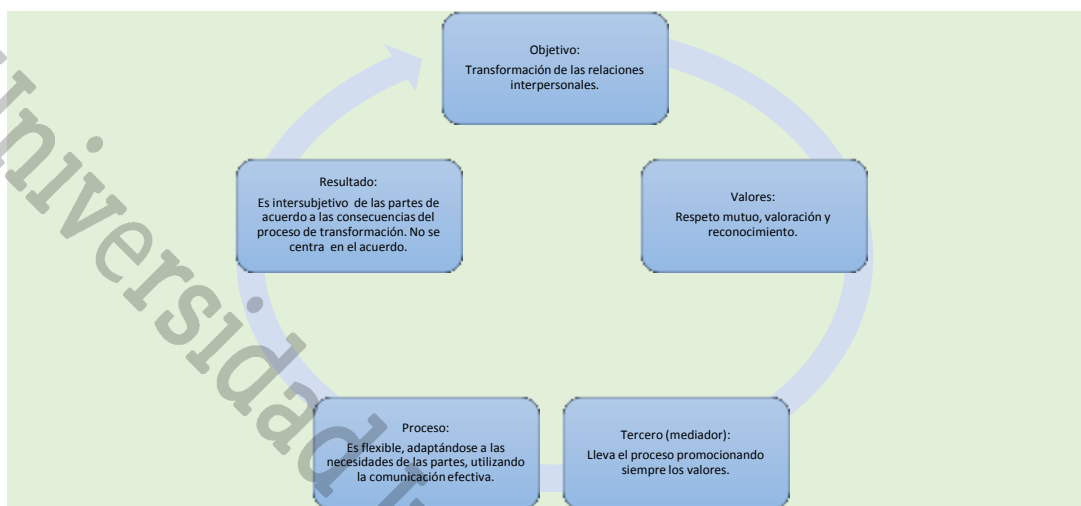 Objetivo:
Transformación de las relaciones
interpersonales.
Valores:
Respeto mutuo, valoración y
reconocimiento.
Tercero (mediador):
Lleva el proceso promocionando
siempre los valores.
Proceso:
Es flexible, adaptándose a las
necesidades de las partes, utilizando
la comunicación efectiva.
Resultado:
Es intersubjetivo de las partes de
acuerdo a las consecuencias del
proceso de transformación. No se
centra en el acuerdo.
Universidad